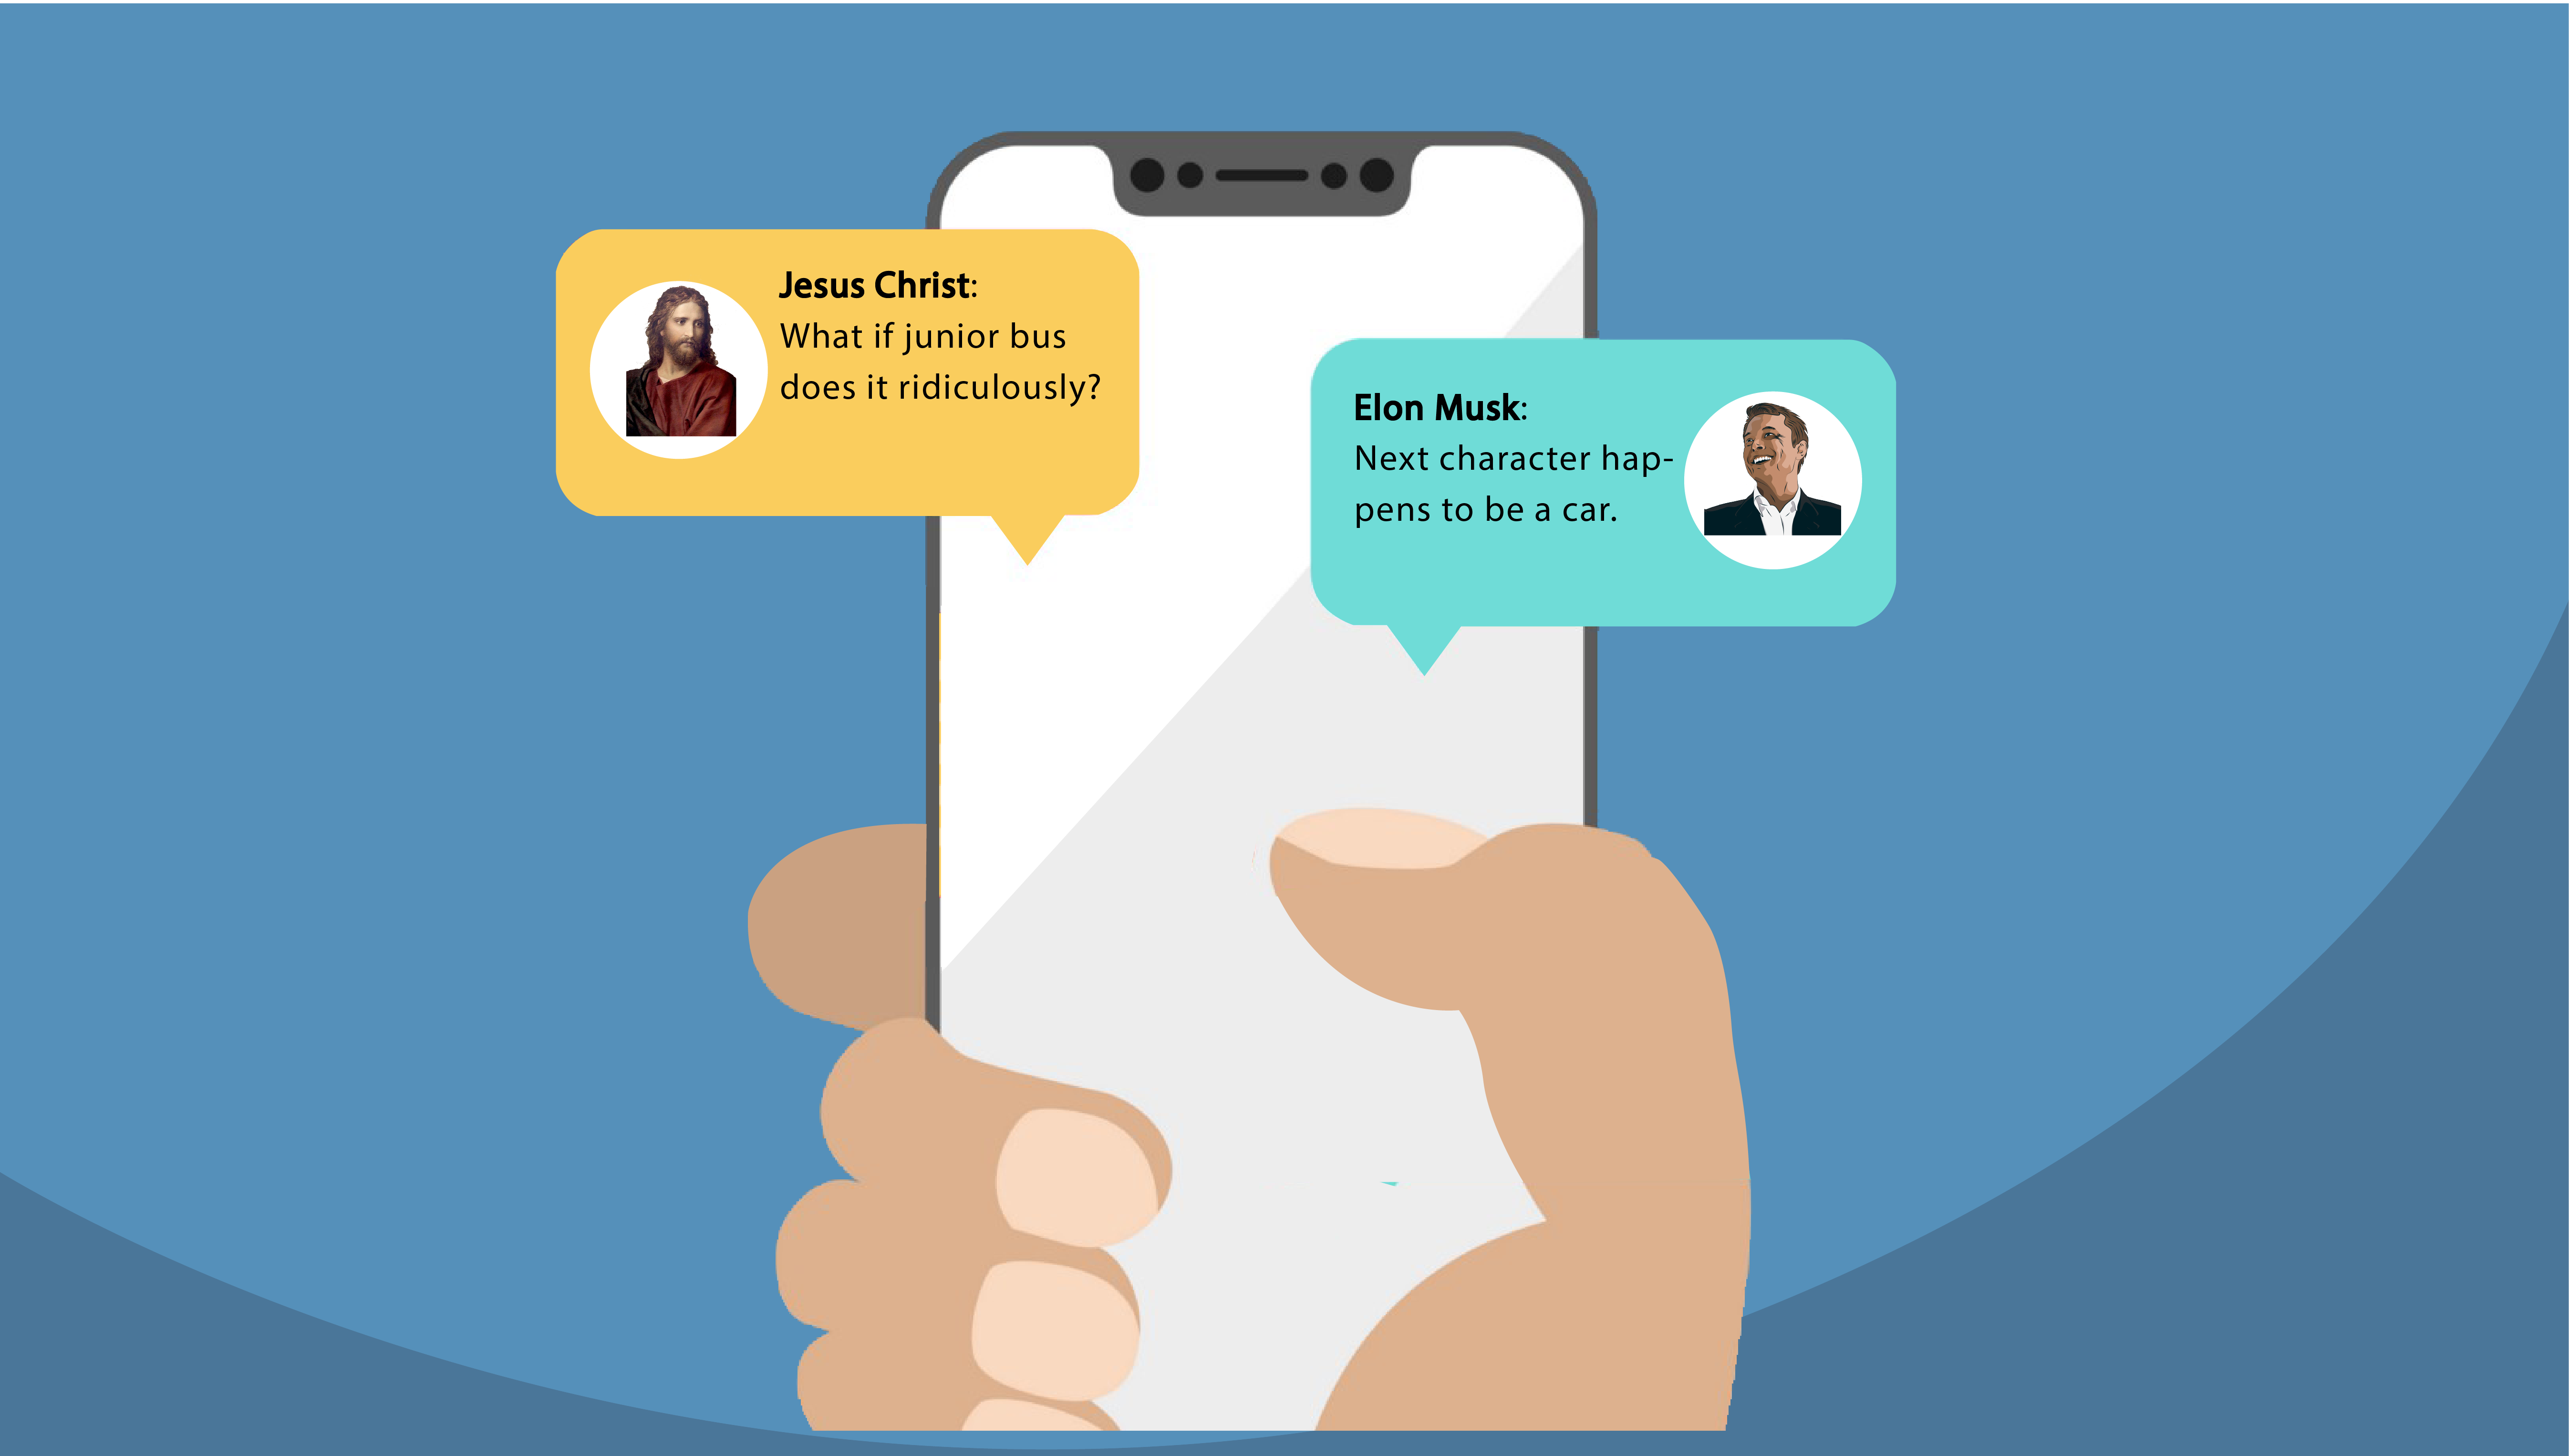 Jesus Christ:
What if junior bus
does it ridiculously?
Elon Musk:
Next character hap-
pens to be a car.